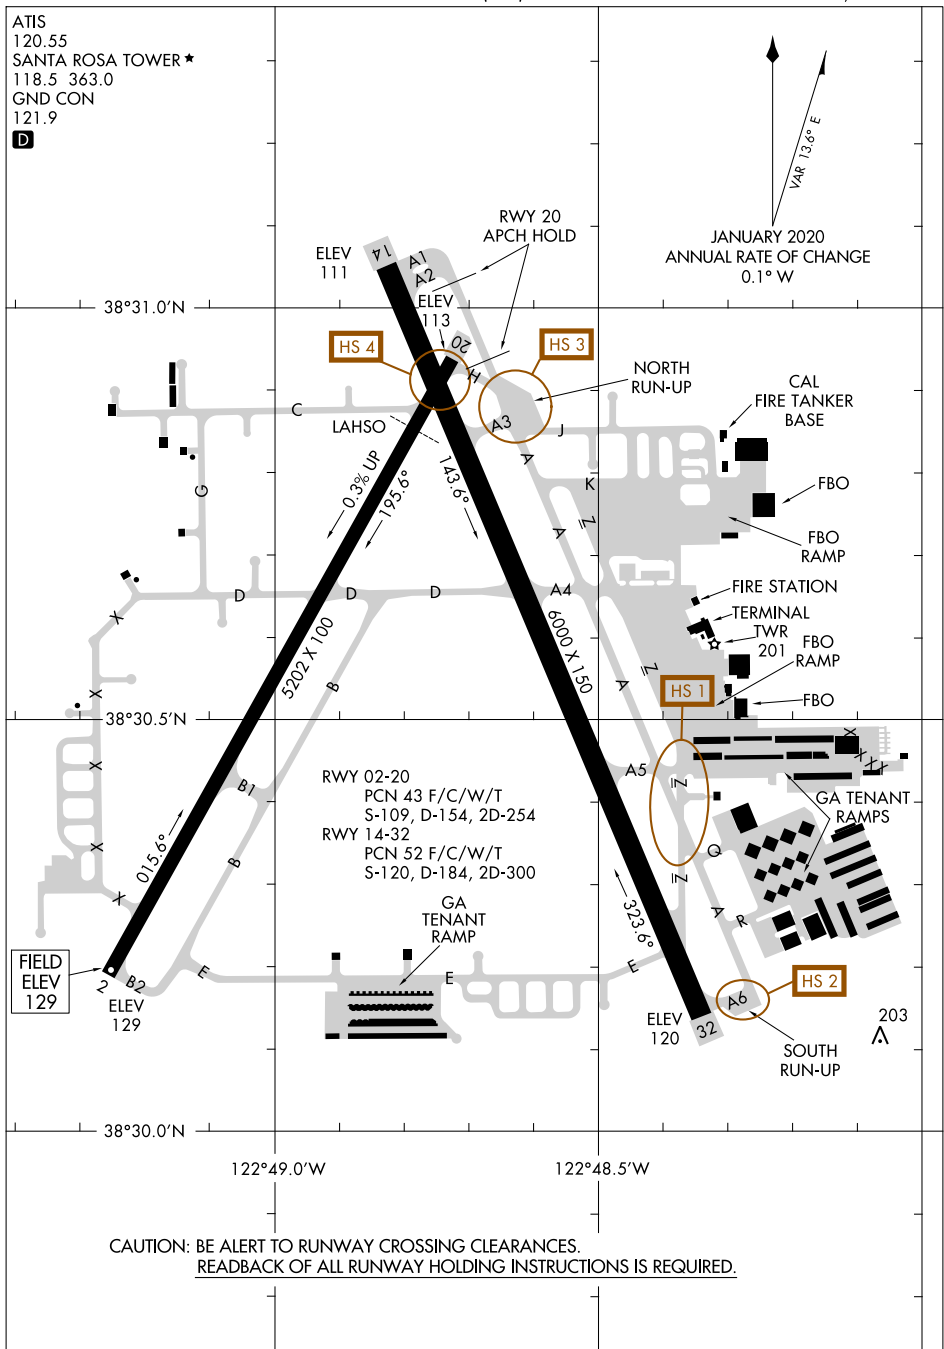 ATIS
120.55
SANTA ROSA TOWER ★
118.5 363.0
GND CON
121.9
D
VAR 13.6° E
JANUARY 2020
ANNUAL RATE OF CHANGE
0.1° W
RWY 20
APCH HOLD
ELEV
111
14
A1
A2
ELEV
113
20
38°31.0'N
HS 4
HS 3
H
NORTH
RUN-UP
CAL
FIRE TANKER
BASE
C
LAHSO
A3
J
A
K
G
0.3% UP
195.6°
143.6°
FBO
A
Z
FBO
RAMP
D
D
D
A4
FIRE STATION
TERMINAL
TWR
201
X
5202 X 100
6000 X 150
B
A
Z
FBO
RAMP
HS 1
FBO
X
38°30.5'N
X
X
X
X
X
X
B1
A5
Z
RWY 02-20
PCN 43 F/C/W/T
S-109, D-154, 2D-254
RWY 14-32
PCN 52 F/C/W/T
S-120, D-184, 2D-300
GA TENANT
RAMPS
015.6°
B
X
X
Q
Z
A
R
323.6°
GA
TENANT
RAMP
FIELD
ELEV
129
2
B2
ELEV
129
E
E
E
HS 2
A6
ELEV
120
32
203
SOUTH
RUN-UP
38°30.0'N
122°49.0'W
122°48.5'W
CAUTION: BE ALERT TO RUNWAY CROSSING CLEARANCES.
READBACK OF ALL RUNWAY HOLDING INSTRUCTIONS IS REQUIRED.